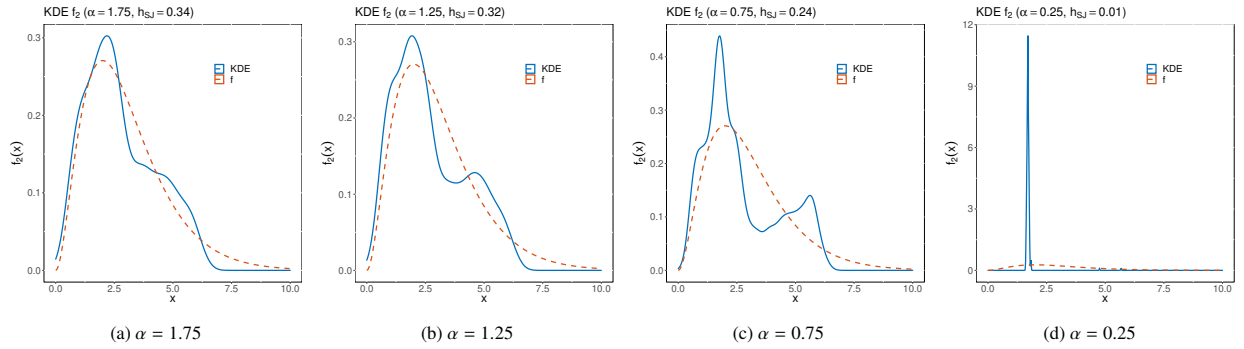 KDE f₂ (α = 1.75, h_SJ = 0.34)
0.3
0.2
0.1
0.0
f₂(x)
KDE
f
0.0 2.5 5.0 7.5 10.0
x
(a) α = 1.75
KDE f₂ (α = 1.25, h_SJ = 0.32)
0.3
0.2
0.1
0.0
f₂(x)
KDE
f
0.0 2.5 5.0 7.5 10.0
x
(b) α = 1.25
KDE f₂ (α = 0.75, h_SJ = 0.24)
0.4
0.3
0.2
0.1
0.0
f₂(x)
KDE
f
0.0 2.5 5.0 7.5 10.0
x
(c) α = 0.75
KDE f₂ (α = 0.25, h_SJ = 0.01)
12
9
6
3
0
f₂(x)
KDE
f
0.0 2.5 5.0 7.5 10.0
x
(d) α = 0.25